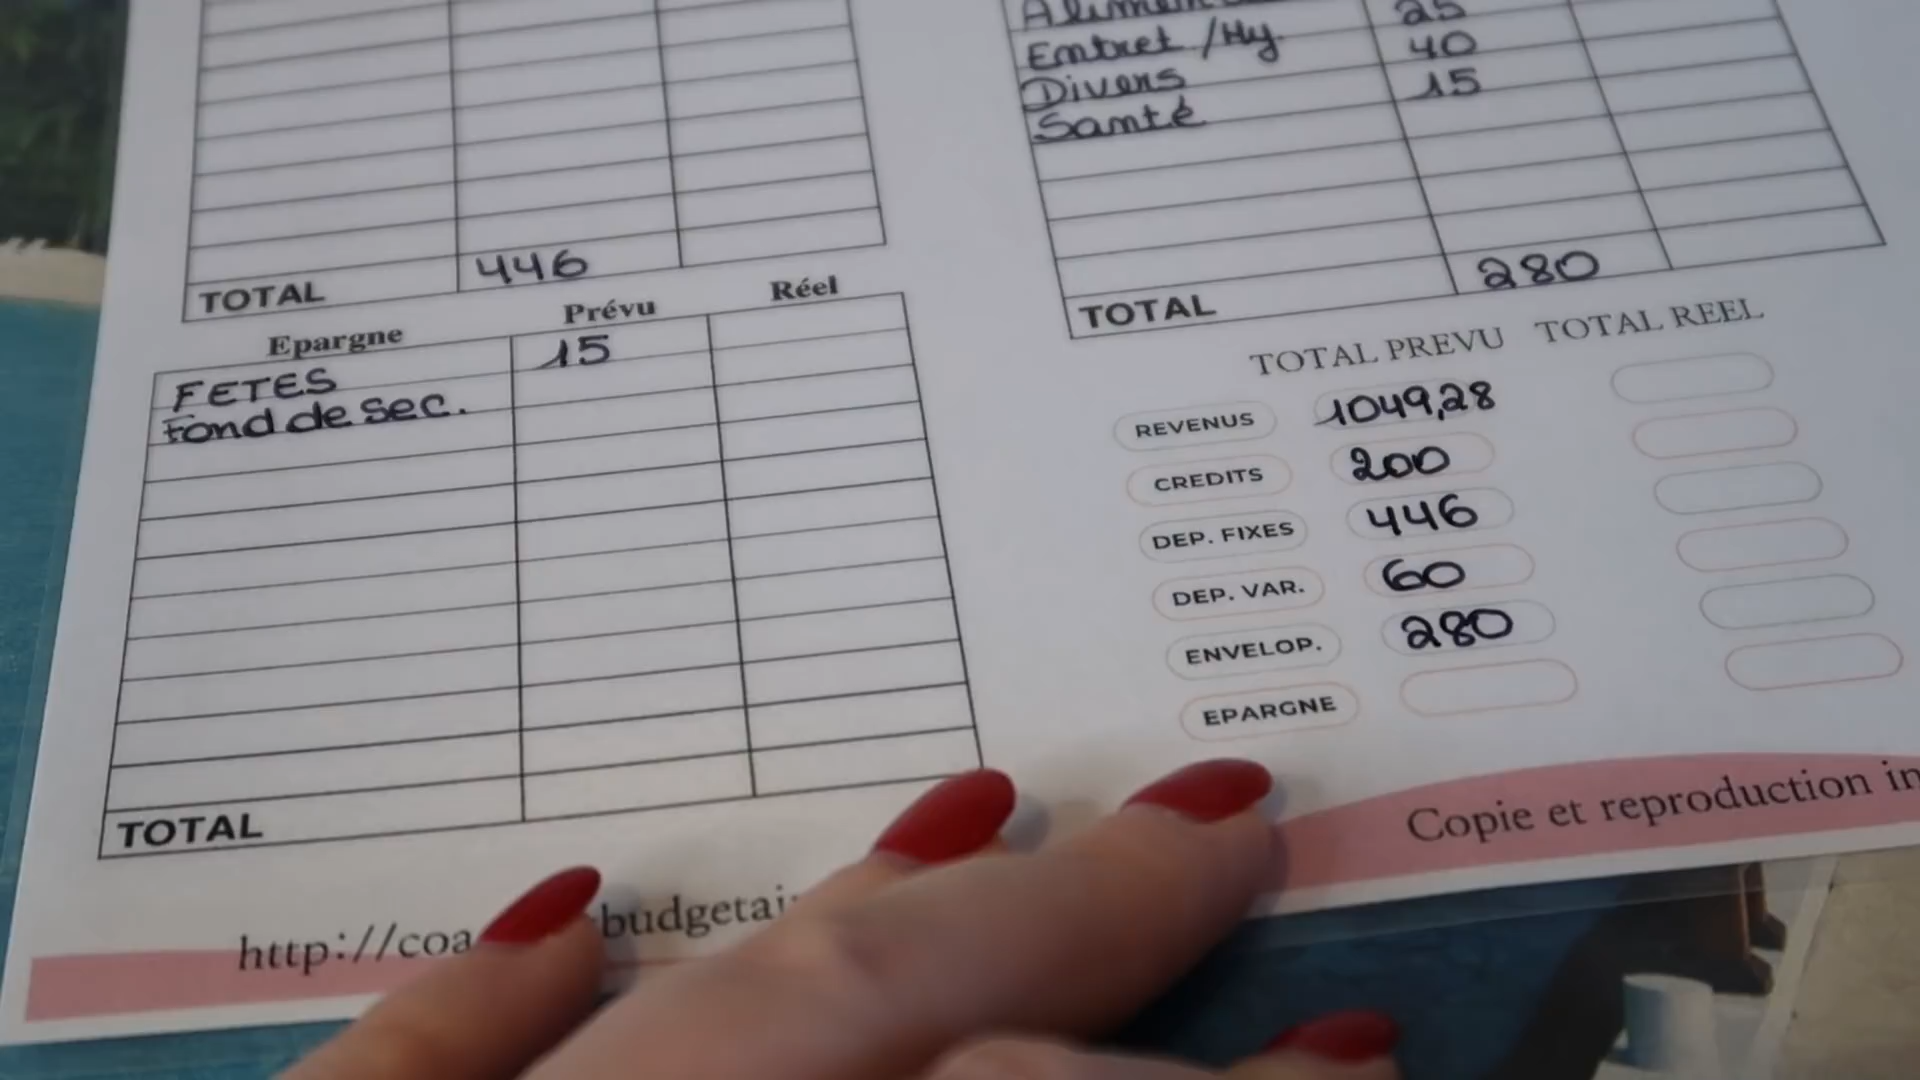 TOTAL 446
Epargne Prévu Réel
FETES 15
Fond de sec.
TOTAL
25
Entret /Hy. 40
Divers 15
Santé
TOTAL 280
TOTAL PREVU TOTAL REEL
REVENUS 1049,28
CREDITS 200
DEP. FIXES 446
DEP. VAR. 60
ENVELOP. 280
EPARGNE
http://coa budgetai
Copie et reproduction in